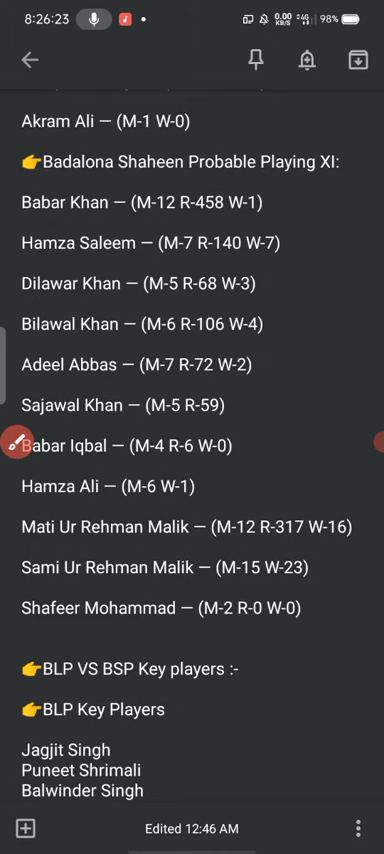 8:26:23
0.00 KB/S 4G 98%
Akram Ali – (M-1 W-0)
👉Badalona Shaheen Probable Playing XI:
Babar Khan – (M-12 R-458 W-1)
Hamza Saleem – (M-7 R-140 W-7)
Dilawar Khan – (M-5 R-68 W-3)
Bilawal Khan – (M-6 R-106 W-4)
Adeel Abbas – (M-7 R-72 W-2)
Sajawal Khan – (M-5 R-59)
Babar Iqbal – (M-4 R-6 W-0)
Hamza Ali – (M-6 W-1)
Mati Ur Rehman Malik – (M-12 R-317 W-16)
Sami Ur Rehman Malik – (M-15 W-23)
Shafeer Mohammad – (M-2 R-0 W-0)
👉BLP VS BSP Key players :-
👉BLP Key Players
Jagjit Singh
Puneet Shrimali
Balwinder Singh
Edited 12:46 AM